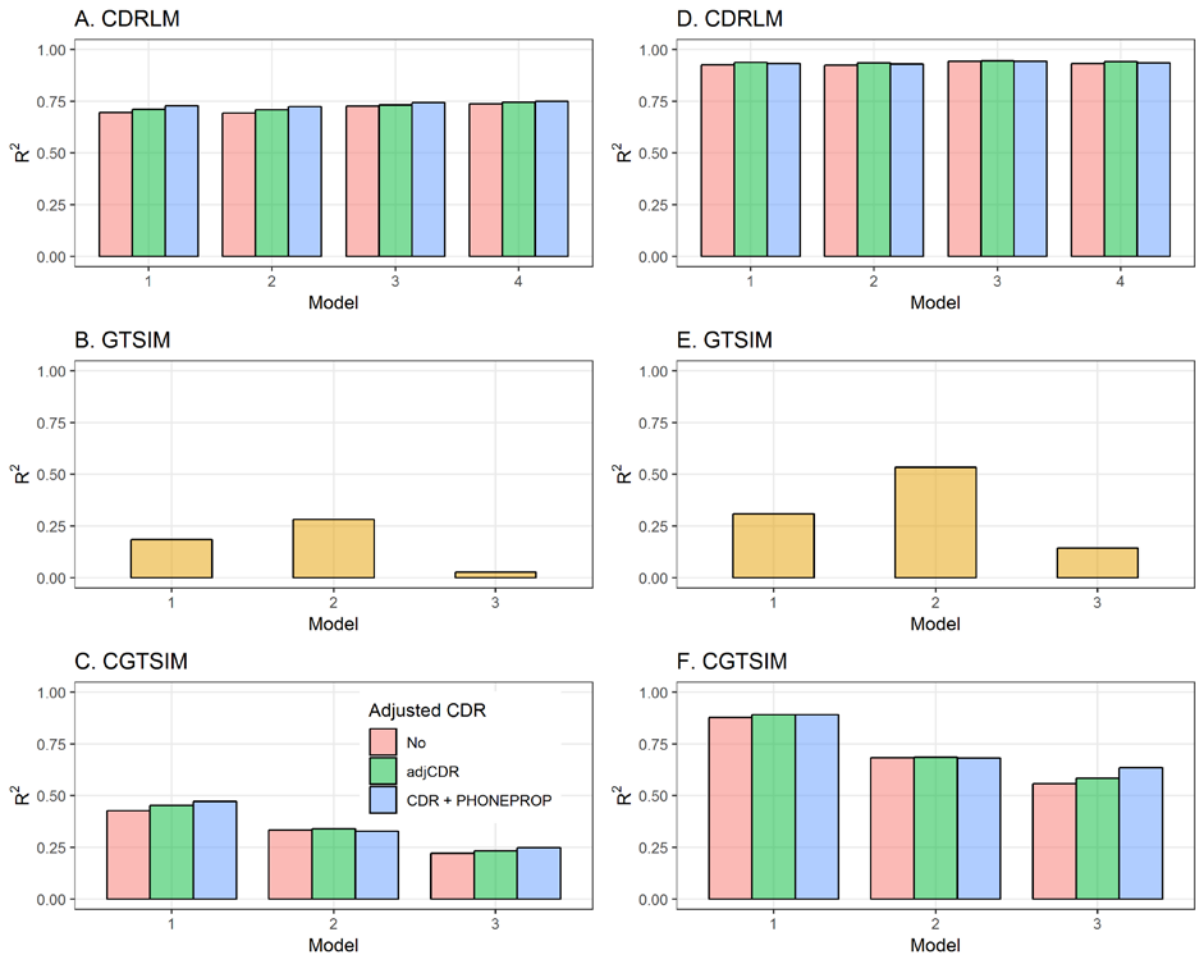 A. CDRLM
1.00
0.75
0.50
0.25
0.00
R²
1 2 3 4
Model
D. CDRLM
1.00
0.75
0.50
0.25
0.00
R²
1 2 3 4
Model
B. GTSIM
1.00
0.75
0.50
0.25
0.00
R²
1 2 3
Model
E. GTSIM
1.00
0.75
0.50
0.25
0.00
R²
1 2 3
Model
C. CGTSIM
1.00
0.75
0.50
0.25
0.00
R²
Adjusted CDR
No
adjCDR
CDR + PHONEPROP
1 2 3
Model
F. CGTSIM
1.00
0.75
0.50
0.25
0.00
R²
1 2 3
Model